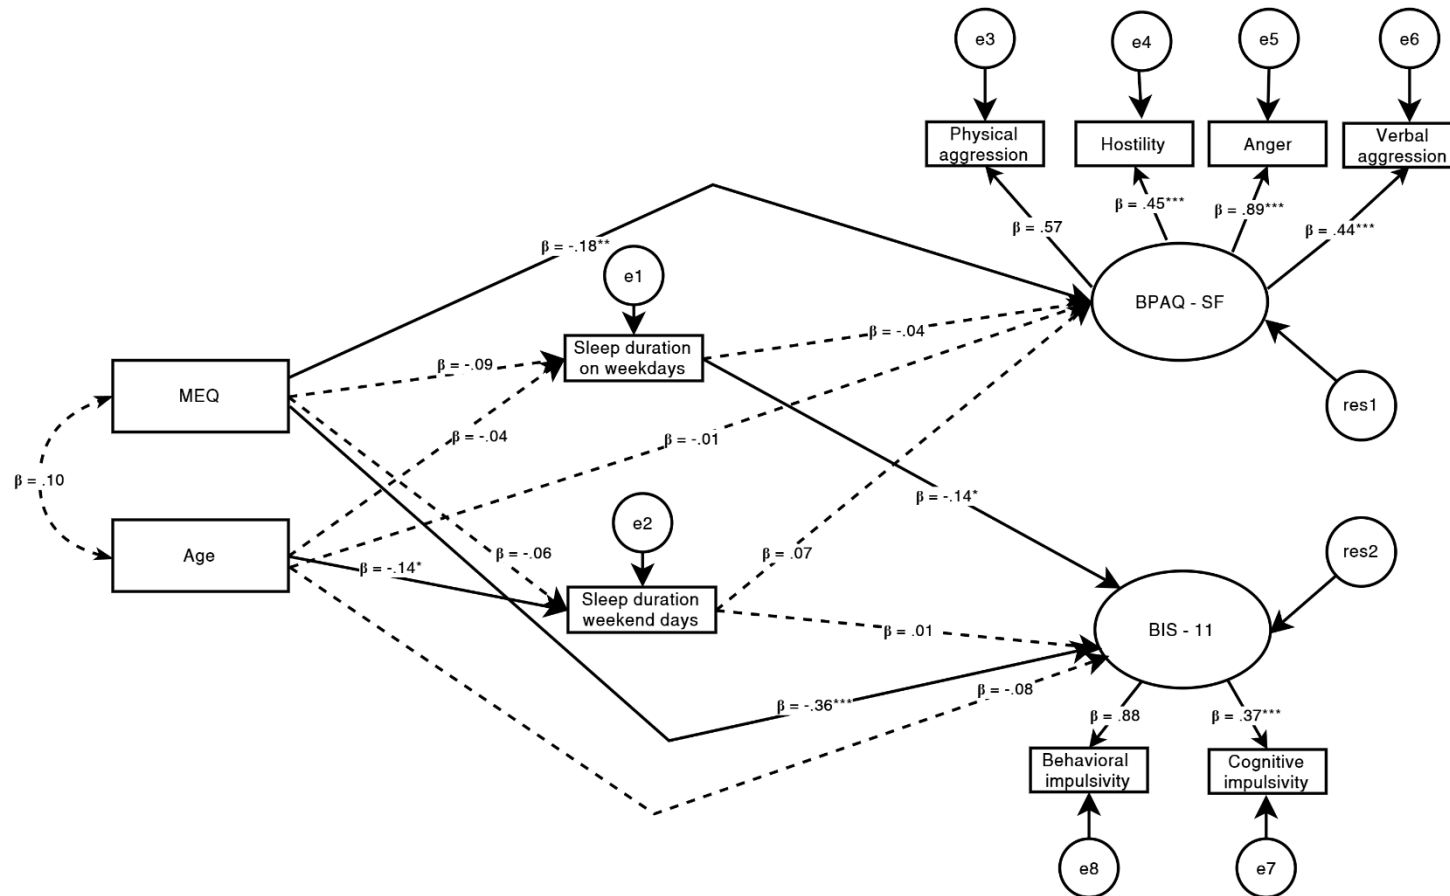 e3
e4
e5
e6
Physical
aggression
Hostility
Anger
Verbal
aggression
β = .57
β = .45***
β = .89***
β = .44***
β = -.18**
e1
BPAQ - SF
Sleep duration
on weekdays
β = -.04
β = -.09
MEQ
res1
β = -.04
β = -.01
β = .10
β = -.14*
e2
Age
β = -.06
β = .07
res2
β = -.14*
Sleep duration
weekend days
β = .01
BIS - 11
β = -.08
β = -.36***
β = .88
β = .37***
Behavioral
impulsivity
Cognitive
impulsivity
e8
e7